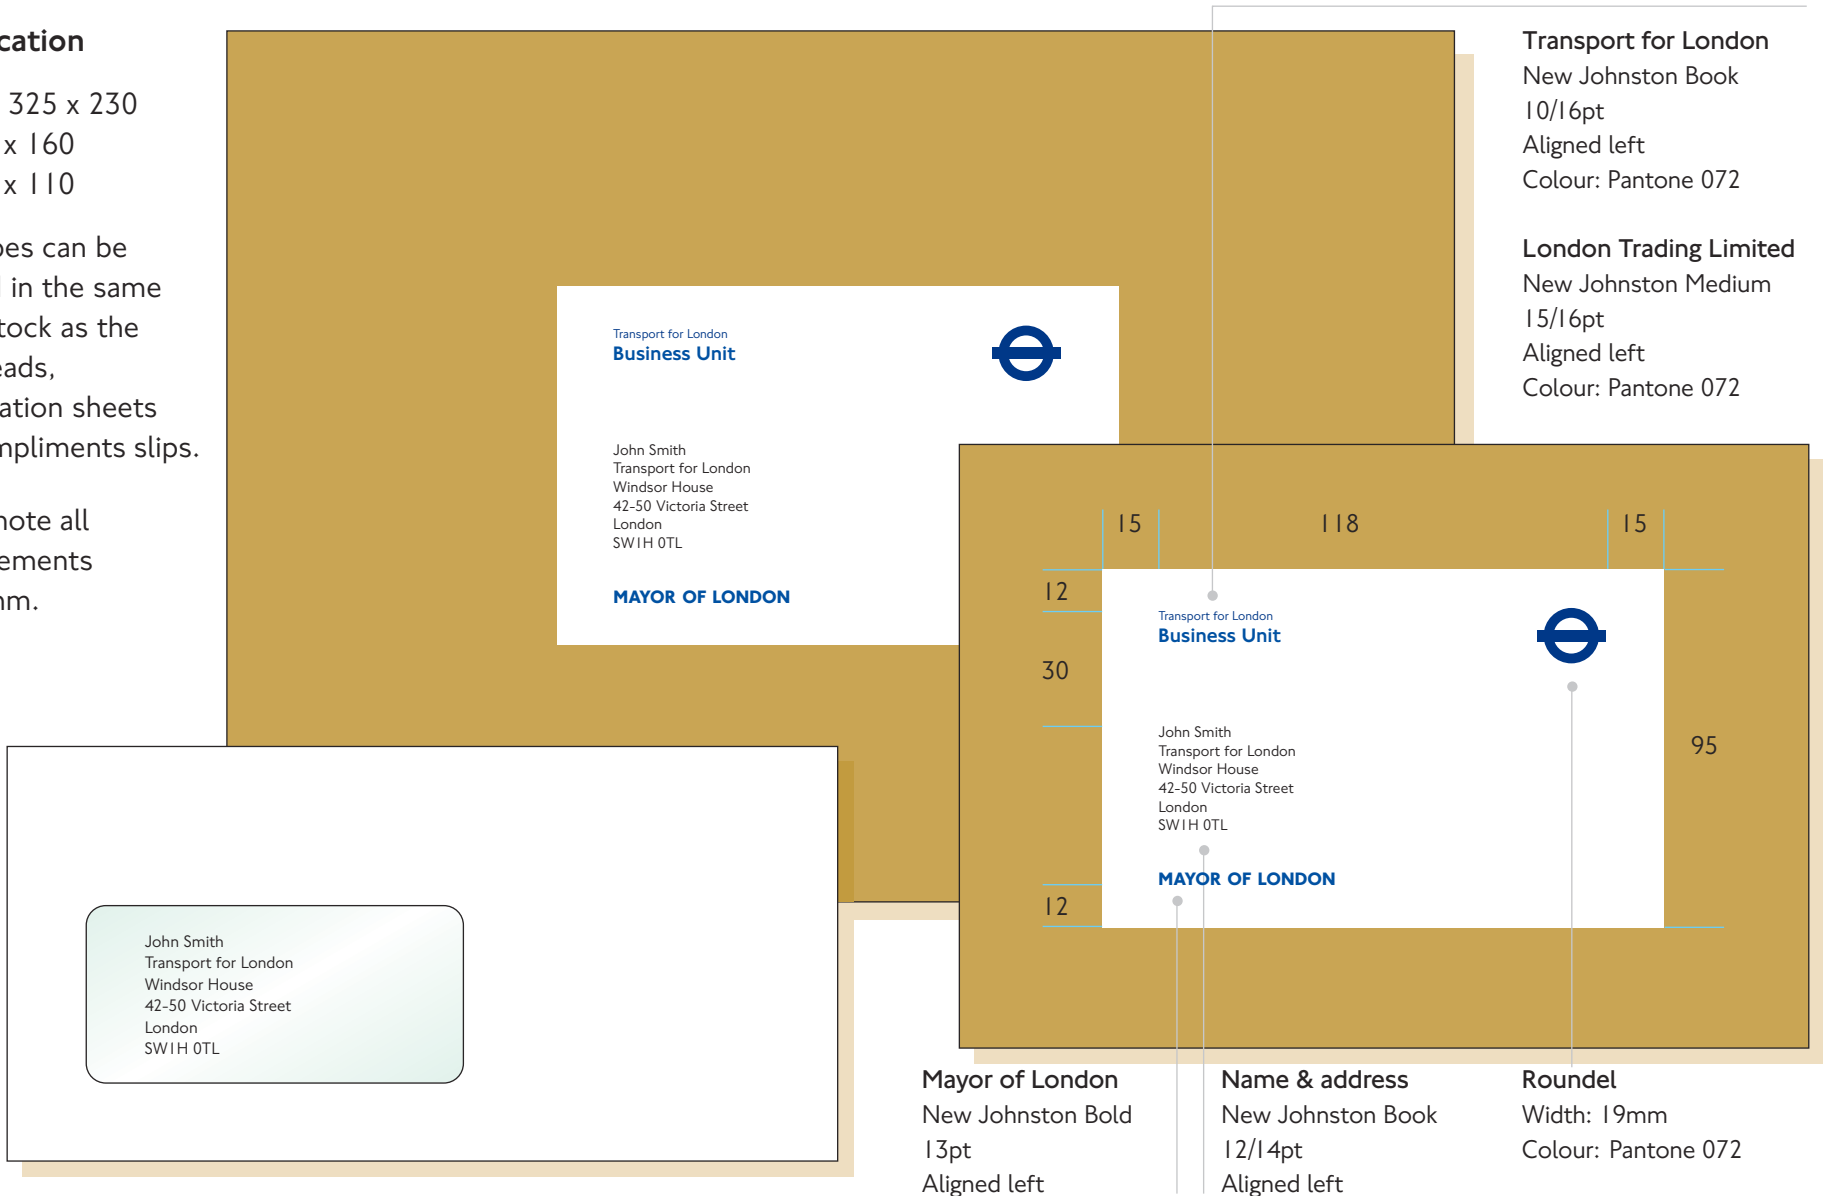 cation
325 x 230
x 160
x 110
pes can be
in the same
tock as the
eads,
ation sheets
mpliments slips.
note all
ements
nm.
Transport for London
Business Unit
John Smith
Transport for London
Windsor House
42-50 Victoria Street
London
SW1H 0TL
MAYOR OF LONDON
Transport for London
New Johnston Book
10/16pt
Aligned left
Colour: Pantone 072
London Trading Limited
New Johnston Medium
15/16pt
Aligned left
Colour: Pantone 072
15 118 15
12
30
95
12
Transport for London
Business Unit
John Smith
Transport for London
Windsor House
42-50 Victoria Street
London
SW1H 0TL
MAYOR OF LONDON
John Smith
Transport for London
Windsor House
42-50 Victoria Street
London
SW1H 0TL
Mayor of London
New Johnston Bold
13pt
Aligned left
Name & address
New Johnston Book
12/14pt
Aligned left
Roundel
Width: 19mm
Colour: Pantone 072